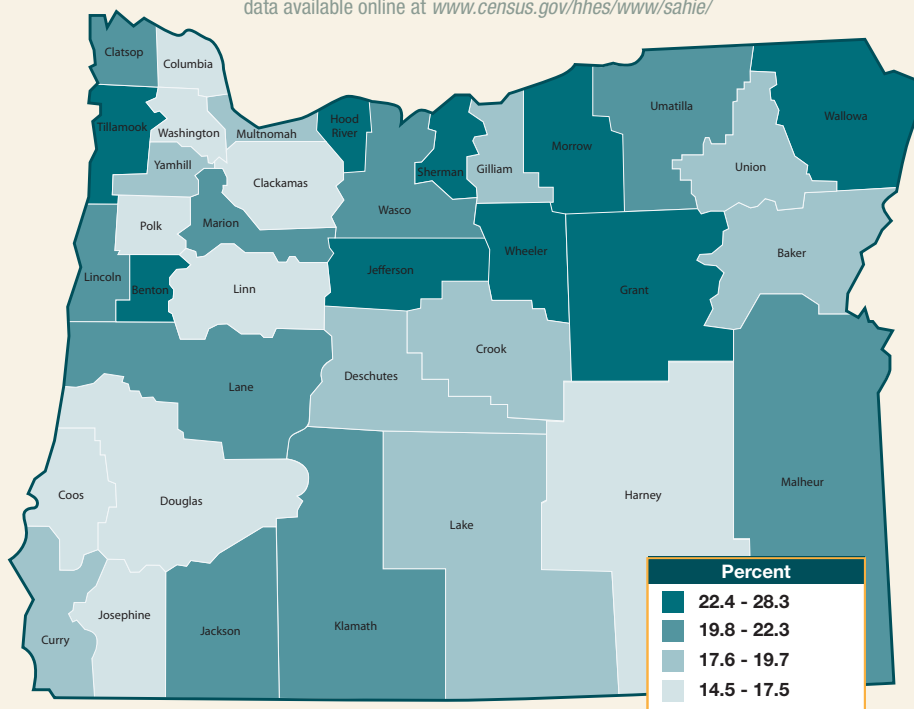 data available online at www.census.gov/hhes/www/sahie/
Clatsop
Columbia
Tillamook
Washington
Multnomah
Hood
River
Umatilla
Wallowa
Yamhill
Clackamas
Sherman
Gilliam
Morrow
Union
Polk
Marion
Wasco
Wheeler
Baker
Lincoln
Benton
Linn
Jefferson
Grant
Crook
Deschutes
Lane
Coos
Douglas
Lake
Harney
Malheur
Josephine
Curry
Jackson
Klamath
Percent
22.4 - 28.3
19.8 - 22.3
17.6 - 19.7
14.5 - 17.5